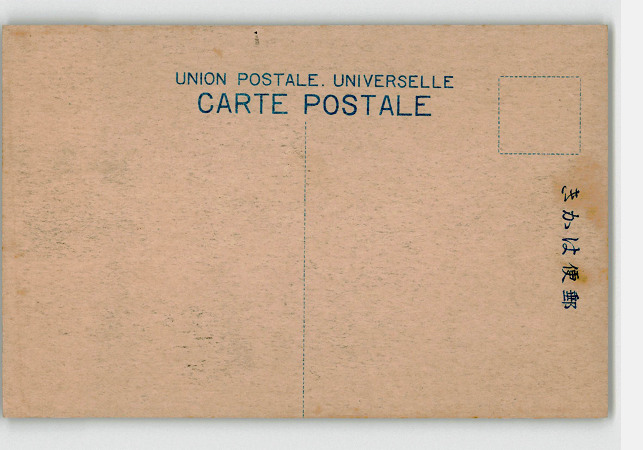 UNION POSTALE. UNIVERSELLE
CARTE POSTALE
郵便はかき